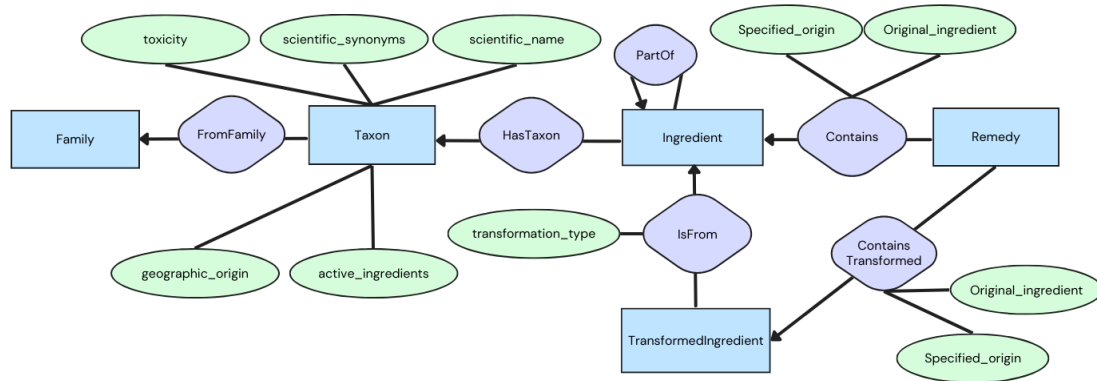 toxicity
scientific_synonyms
scientific_name
Specified_origin
Original_ingredient
PartOf
Family
FromFamily
Taxon
HasTaxon
Ingredient
Contains
Remedy
transformation_type
IsFrom
Contains
Transformed
geographic_origin
active_ingredients
Original_ingredient
TransformedIngredient
Specified_origin